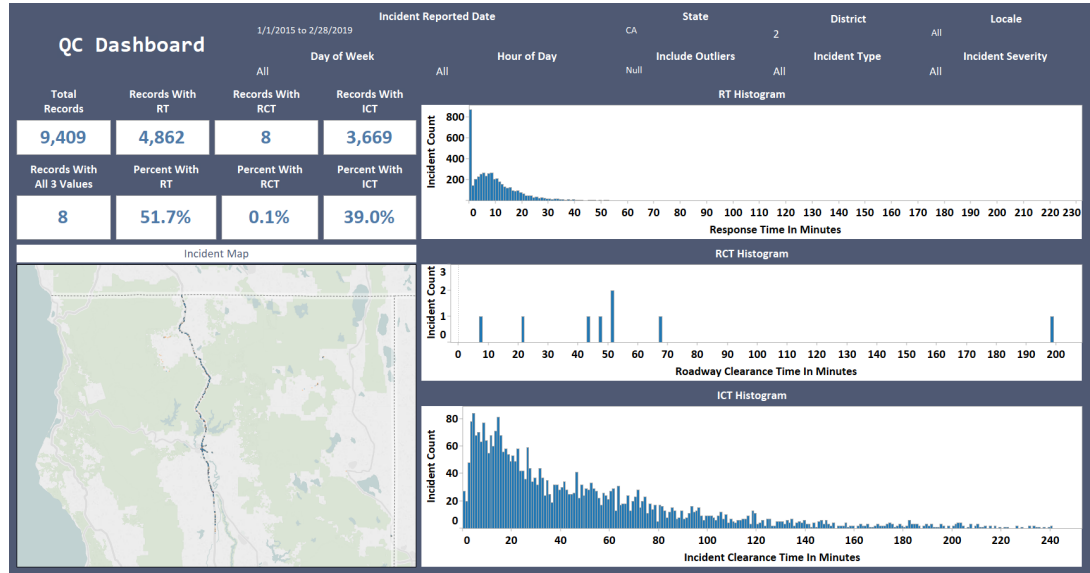 QC Dashboard
Incident Reported Date
State
District
Locale
1/1/2015 to 2/28/2019
CA
2
All
Day of Week
Hour of Day
Include Outliers
Incident Type
Incident Severity
All
All
Null
All
All
Total Records
Records With RT
Records With RCT
Records With ICT
9,409
4,862
8
3,669
Records With All 3 Values
Percent With RT
Percent With RCT
Percent With ICT
8
51.7%
0.1%
39.0%
Incident Map
RT Histogram
Incident Count
800
600
400
200
0 10 20 30 40 50 60 70 80 90 100 110 120 130 140 150 160 170 180 190 200 210 220 230
Response Time In Minutes
RCT Histogram
Incident Count
3
2
1
0
0 10 20 30 40 50 60 70 80 90 100 110 120 130 140 150 160 170 180 190 200
Roadway Clearance Time In Minutes
ICT Histogram
Incident Count
80
60
40
20
0
0 20 40 60 80 100 120 140 160 180 200 220 240
Incident Clearance Time In Minutes